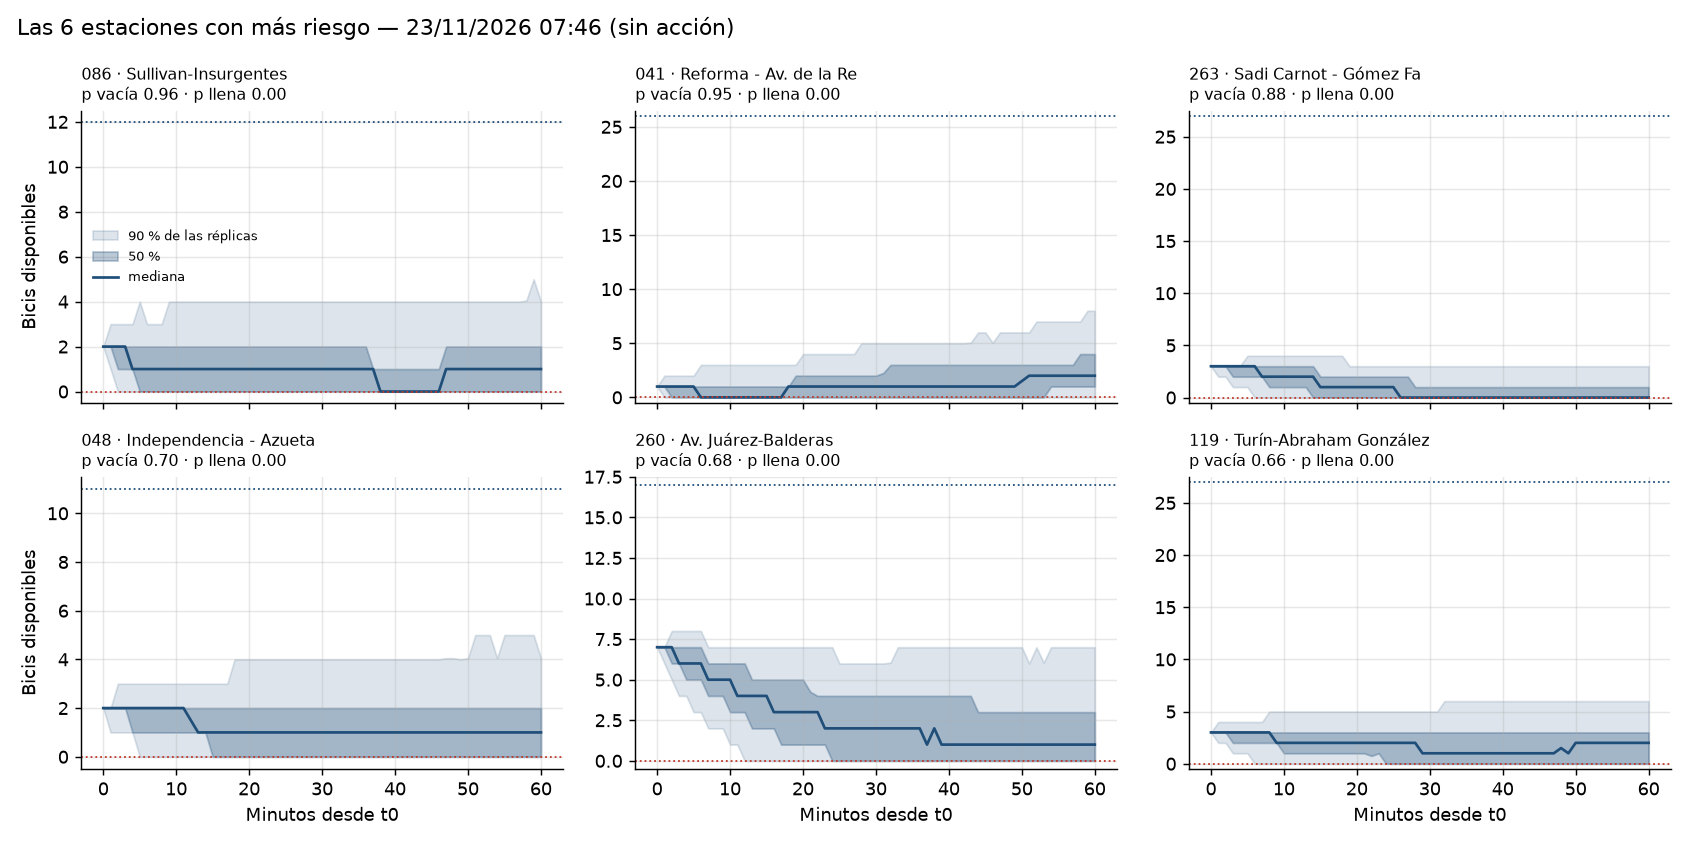 Las 6 estaciones con más riesgo — 23/11/2026 07:46 (sin acción)
086 · Sullivan-Insurgentes
p vacía 0.96 · p llena 0.00
12
10
8
6
4
2
0
Bicis disponibles
90 % de las réplicas
50 %
mediana
041 · Reforma - Av. de la Re
p vacía 0.95 · p llena 0.00
25
20
15
10
5
0
263 · Sadi Carnot - Gómez Fa
p vacía 0.88 · p llena 0.00
25
20
15
10
5
0
048 · Independencia - Azueta
p vacía 0.70 · p llena 0.00
10
8
6
4
2
0
Bicis disponibles
0 10 20 30 40 50 60
Minutos desde t0
260 · Av. Juárez-Balderas
p vacía 0.68 · p llena 0.00
17.5
15.0
12.5
10.0
7.5
5.0
2.5
0.0
0 10 20 30 40 50 60
Minutos desde t0
119 · Turín-Abraham González
p vacía 0.66 · p llena 0.00
25
20
15
10
5
0
0 10 20 30 40 50 60
Minutos desde t0